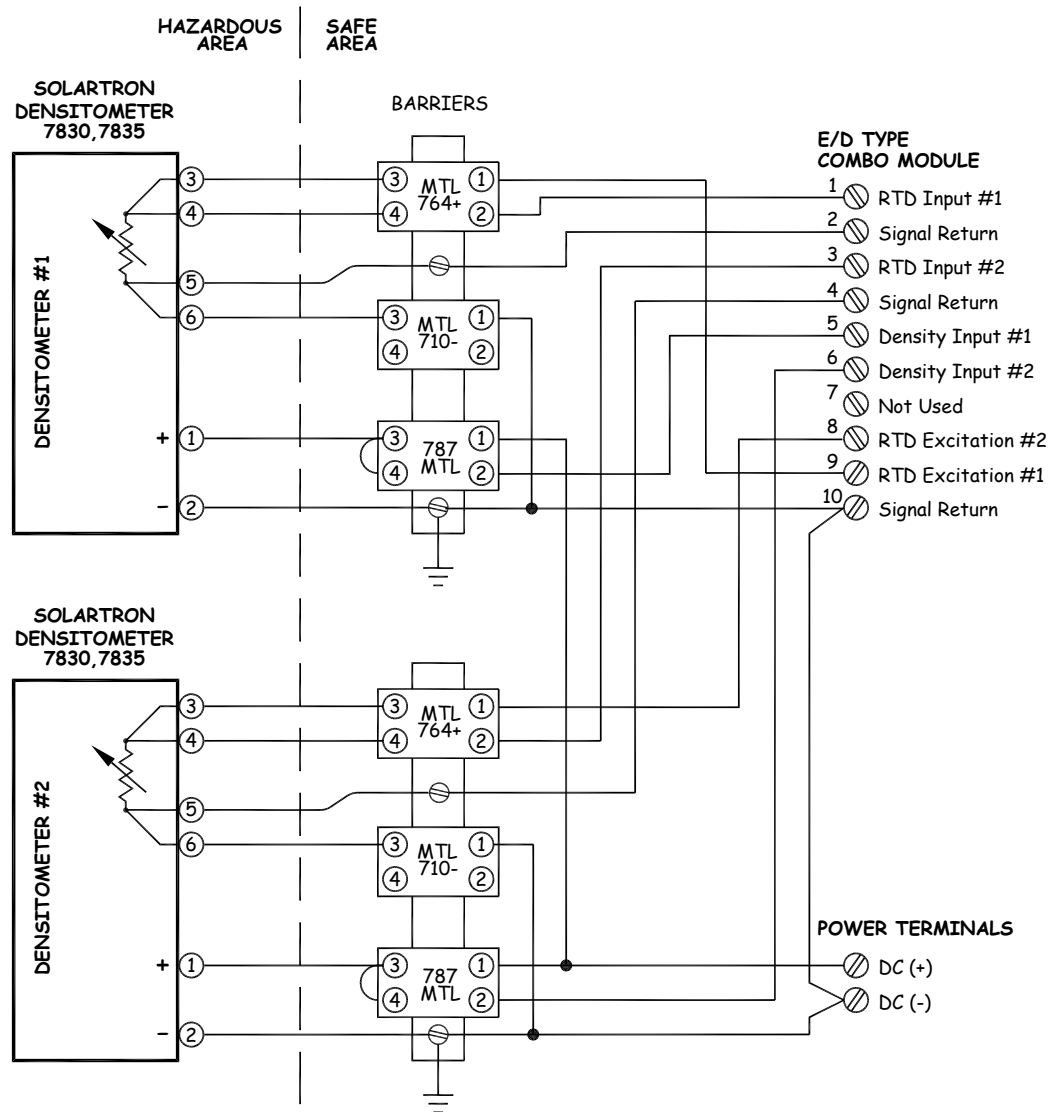 HAZARDOUS
AREA
SAFE
AREA
SOLARTRON
DENSITOMETER
7830,7835
BARRIERS
E/D TYPE
COMBO MODULE
DENSITOMETER #1
3
4
5
6
+ 1
– 2
3 MTL 1
4 764+ 2
3 MTL 1
4 710- 2
3 787 1
4 MTL 2
1 RTD Input #1
2 Signal Return
3 RTD Input #2
4 Signal Return
5 Density Input #1
6 Density Input #2
7 Not Used
8 RTD Excitation #2
9 RTD Excitation #1
10 Signal Return
SOLARTRON
DENSITOMETER
7830,7835
DENSITOMETER #2
3
4
5
6
+ 1
– 2
3 MTL 1
4 764+ 2
3 MTL 1
4 710- 2
3 787 1
4 MTL 2
POWER TERMINALS
DC (+)
DC (-)